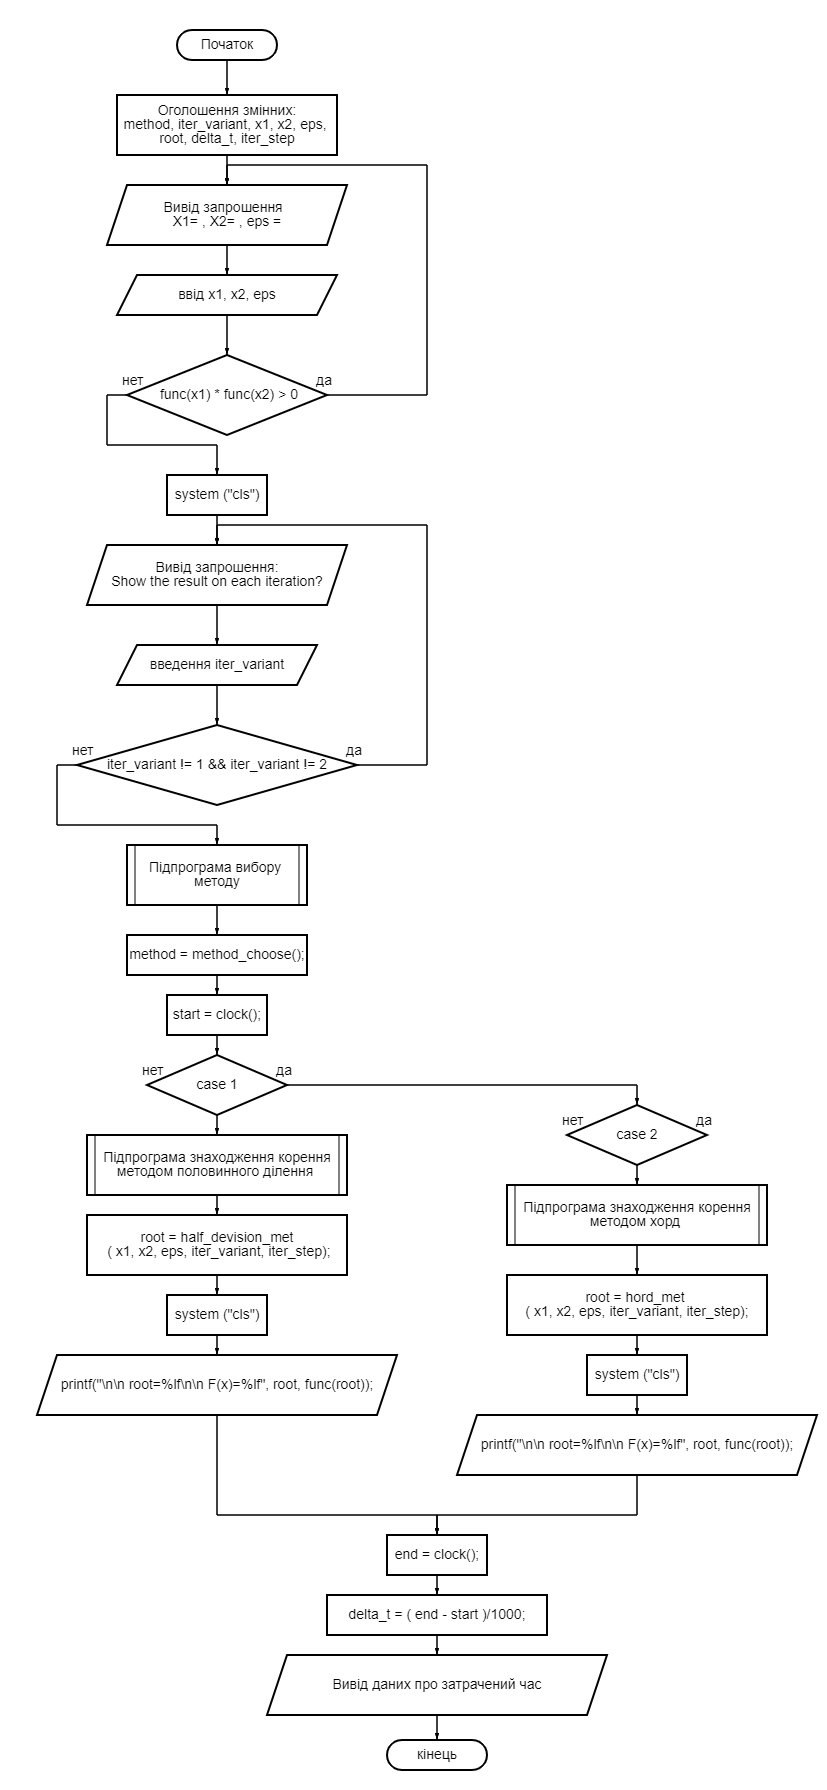 Початок
Оголошення змінних:
method, iter_variant, x1, x2, eps,
root, delta_t, iter_step
Вивід запрошення
X1= , X2= , eps =
ввід x1, x2, eps
нет
да
func(x1) * func(x2) > 0
system ("cls")
Вивід запрошення:
Show the result on each iteration?
введення iter_variant
нет
да
iter_variant != 1 && iter_variant != 2
Підпрограма вибору
методу
method = method_choose();
start = clock();
нет
да
case 1
нет
да
case 2
Підпрограма знаходження корення
методом половинного ділення
root = half_devision_met
( x1, x2, eps, iter_variant, iter_step);
system ("cls")
printf("\n\n root=%lf\n\n F(x)=%lf", root, func(root));
Підпрограма знаходження корення
методом хорд
root = hord_met
( x1, x2, eps, iter_variant, iter_step);
system ("cls")
printf("\n\n root=%lf\n\n F(x)=%lf", root, func(root));
end = clock();
delta_t = ( end - start )/1000;
Вивід даних про затрачений час
кінець